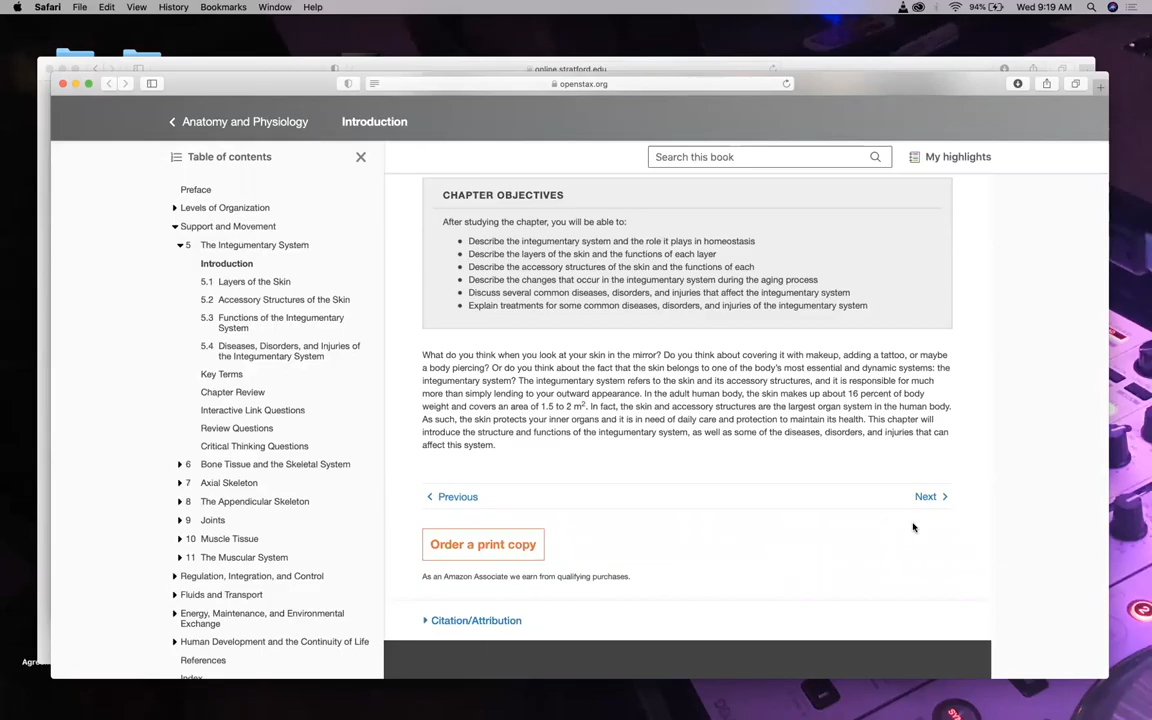 Safari File Edit View History Bookmarks Window Help
94% Wed 9:19 AM
online.stratford.edu
openstax.org
Anatomy and Physiology Introduction
Table of contents
Search this book
My highlights
Preface
Levels of Organization
Support and Movement
5 The Integumentary System
Introduction
5.1 Layers of the Skin
5.2 Accessory Structures of the Skin
5.3 Functions of the Integumentary
System
5.4 Diseases, Disorders, and Injuries of
the Integumentary System
Key Terms
Chapter Review
Interactive Link Questions
Review Questions
Critical Thinking Questions
6 Bone Tissue and the Skeletal System
7 Axial Skeleton
8 The Appendicular Skeleton
9 Joints
10 Muscle Tissue
11 The Muscular System
Regulation, Integration, and Control
Fluids and Transport
Energy, Maintenance, and Environmental
Exchange
Human Development and the Continuity of Life
References
Index
CHAPTER OBJECTIVES
After studying the chapter, you will be able to:
• Describe the integumentary system and the role it plays in homeostasis
• Describe the layers of the skin and the functions of each layer
• Describe the accessory structures of the skin and the functions of each
• Describe the changes that occur in the integumentary system during the aging process
• Discuss several common diseases, disorders, and injuries that affect the integumentary system
• Explain treatments for some common diseases, disorders, and injuries of the integumentary system
What do you think when you look at your skin in the mirror? Do you think about covering it with makeup, adding a tattoo, or maybe
a body piercing? Or do you think about the fact that the skin belongs to one of the body's most essential and dynamic systems: the
integumentary system? The integumentary system refers to the skin and its accessory structures, and it is responsible for much
more than simply lending to your outward appearance. In the adult human body, the skin makes up about 16 percent of body
weight and covers an area of 1.5 to 2 m². In fact, the skin and accessory structures are the largest organ system in the human body.
As such, the skin protects your inner organs and it is in need of daily care and protection to maintain its health. This chapter will
introduce the structure and functions of the integumentary system, as well as some of the diseases, disorders, and injuries that can
affect this system.
Previous
Next
Order a print copy
As an Amazon Associate we earn from qualifying purchases.
Citation/Attribution